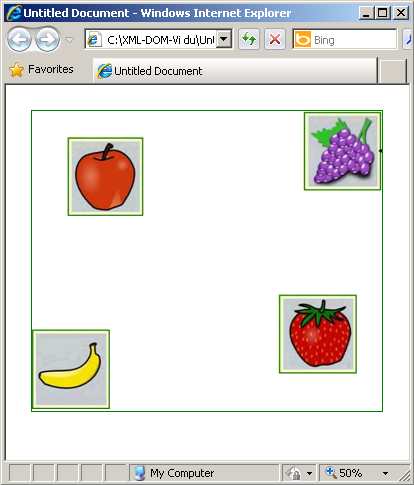 Untitled Document - Windows Internet Explorer
C:\XML-DOM-Vi du\Unt
Bing
Favorites
Untitled Document
My Computer
50%